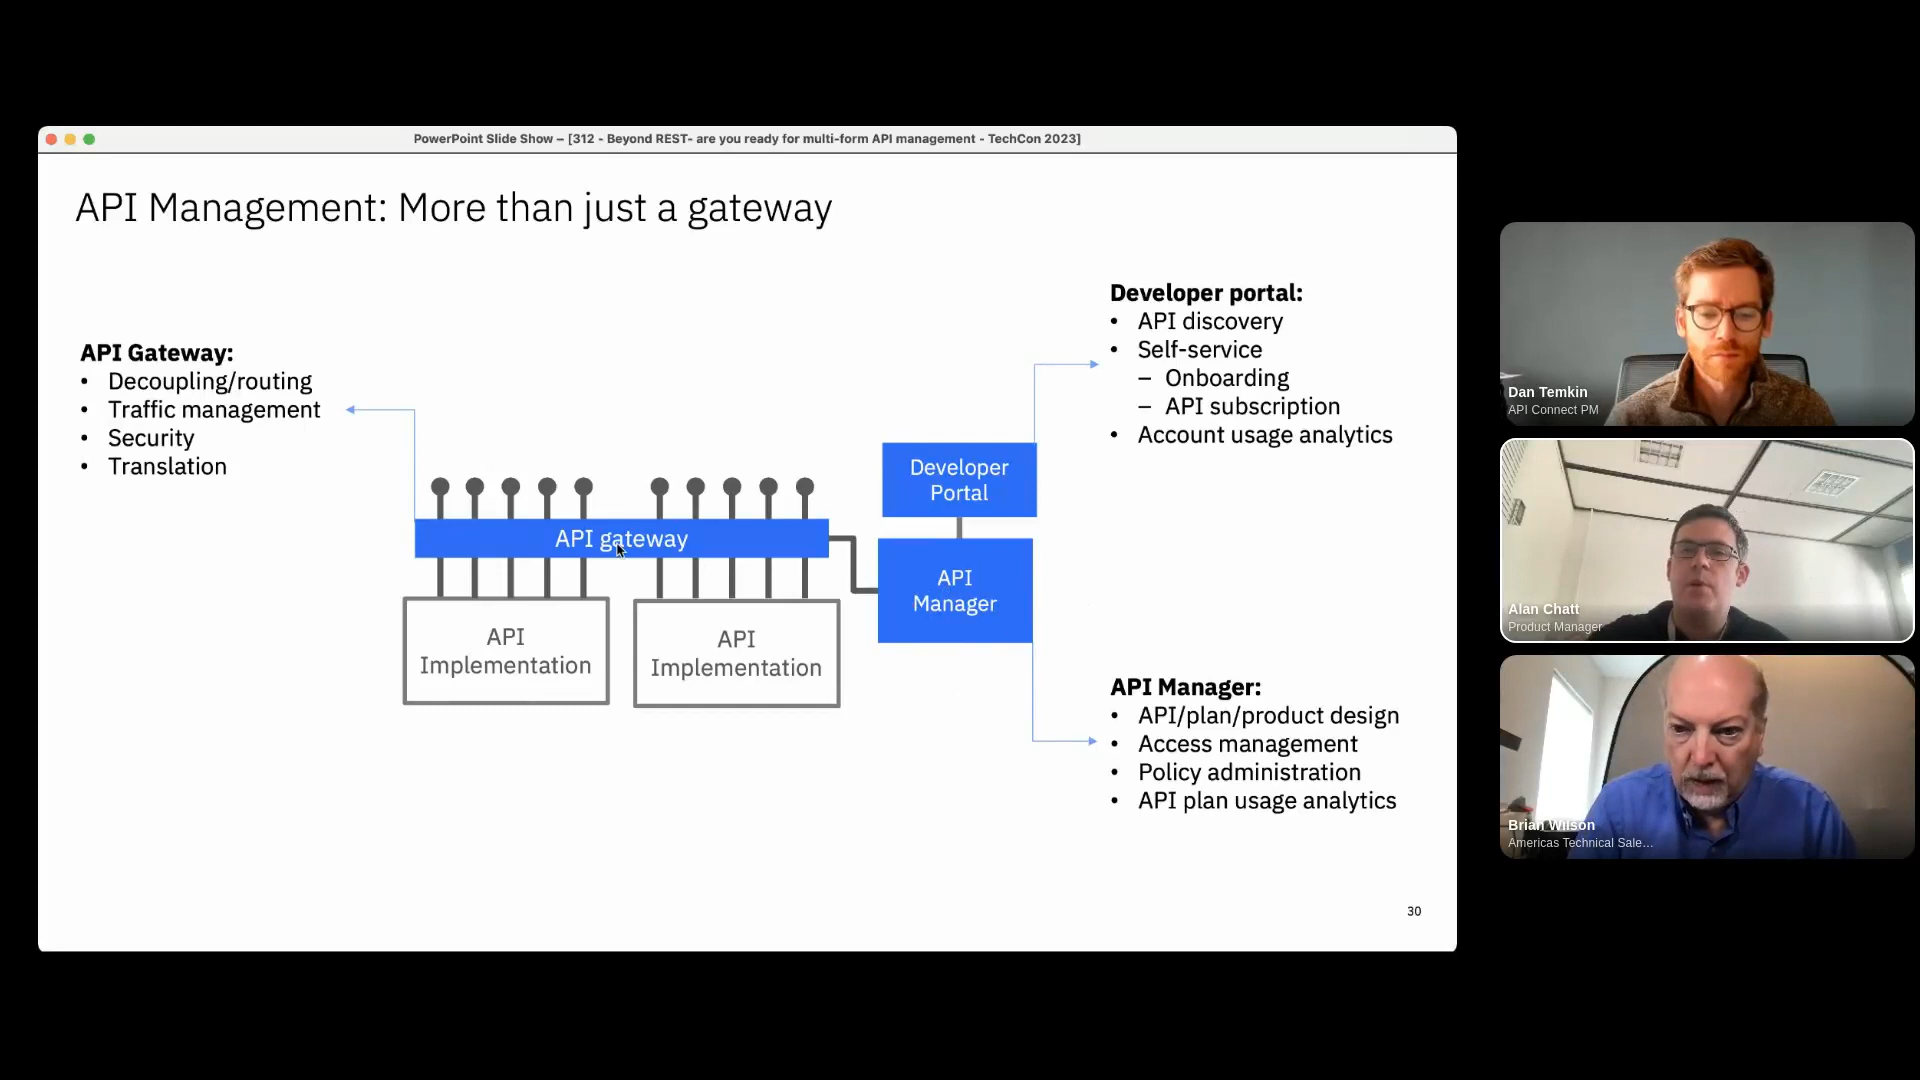 PowerPoint Slide Show – [312 - Beyond REST- are you ready for multi-form API management - TechCon 2023]
API Management: More than just a gateway
API Gateway:
• Decoupling/routing
• Traffic management
• Security
• Translation
API gateway
API
Implementation
API
Implementation
Developer
Portal
API
Manager
Developer portal:
• API discovery
• Self-service
– Onboarding
– API subscription
• Account usage analytics
API Manager:
• API/plan/product design
• Access management
• Policy administration
• API plan usage analytics
30
Dan Temkin
API Connect PM
Alan Chatt
Product Manager
Brian Wilson
Americas Technical Sale...